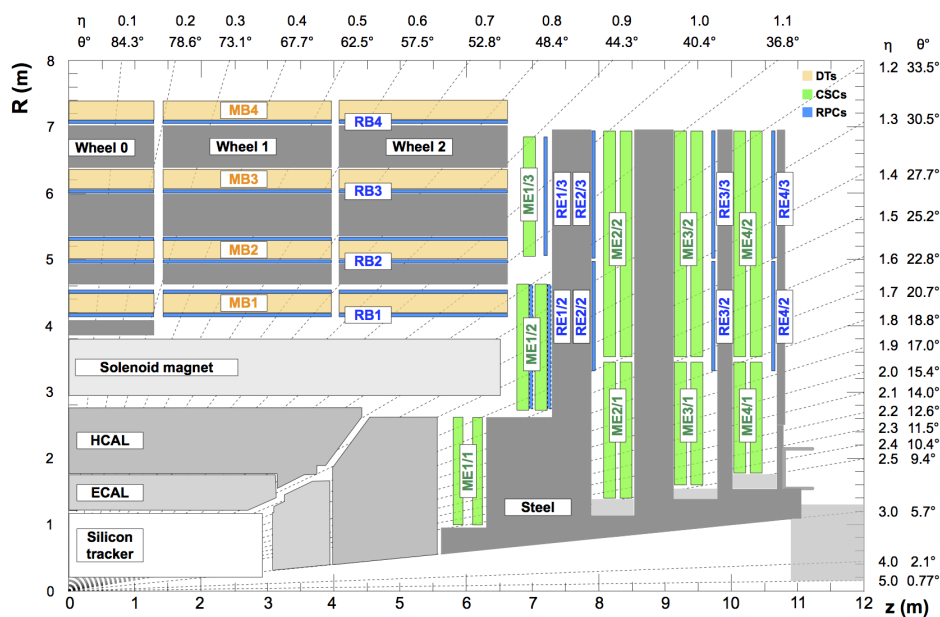 η 0.1 0.2 0.3 0.4 0.5 0.6 0.7 0.8 0.9 1.0 1.1
θ° 84.3° 78.6° 73.1° 67.7° 62.5° 57.5° 52.8° 48.4° 44.3° 40.4° 36.8° η θ°
R (m)
8
7
6
5
4
3
2
1
0
1.2 33.5°
1.3 30.5°
1.4 27.7°
1.5 25.2°
1.6 22.8°
1.7 20.7°
1.8 18.8°
1.9 17.0°
2.0 15.4°
2.1 14.0°
2.2 12.6°
2.3 11.5°
2.4 10.4°
2.5 9.4°
3.0 5.7°
4.0 2.1°
5.0 0.77°
DTs
CSCs
RPCs
MB4
RB4
Wheel 0 Wheel 1 Wheel 2
MB3
RB3
MB2
RB2
MB1
RB1
Solenoid magnet
HCAL
ECAL
Silicon
tracker
Steel
ME1/3
RE1/3
RE2/3
ME2/2
ME3/2
RE3/3
ME4/2
RE4/3
ME1/2
RE1/2
RE2/2
RE3/2
RE4/2
ME1/1
ME2/1
ME3/1
ME4/1
0 1 2 3 4 5 6 7 8 9 10 11 12
z (m)